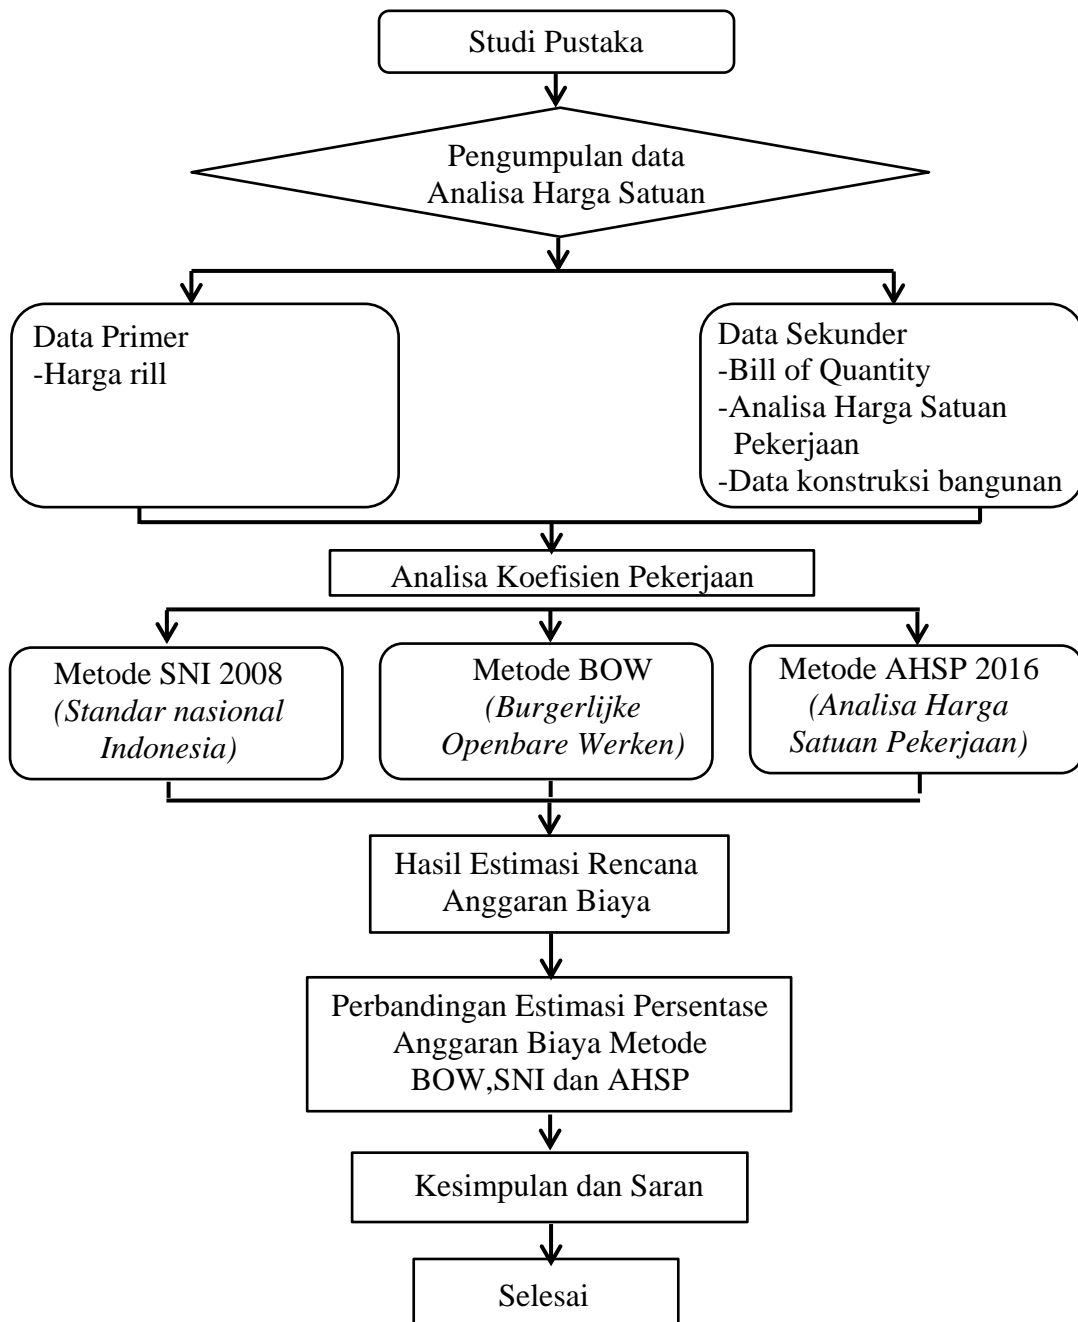 Studi Pustaka
Pengumpulan data
Analisa Harga Satuan
Data Primer
-Harga rill
Data Sekunder
-Bill of Quantity
-Analisa Harga Satuan
Pekerjaan
-Data konstruksi bangunan
Analisa Koefisien Pekerjaan
Metode SNI 2008
(Standar nasional
Indonesia)
Metode BOW
(Burgerlijke
Openbare Werken)
Metode AHSP 2016
(Analisa Harga
Satuan Pekerjaan)
Hasil Estimasi Rencana
Anggaran Biaya
Perbandingan Estimasi Persentase
Anggaran Biaya Metode
BOW,SNI dan AHSP
Kesimpulan dan Saran
Selesai